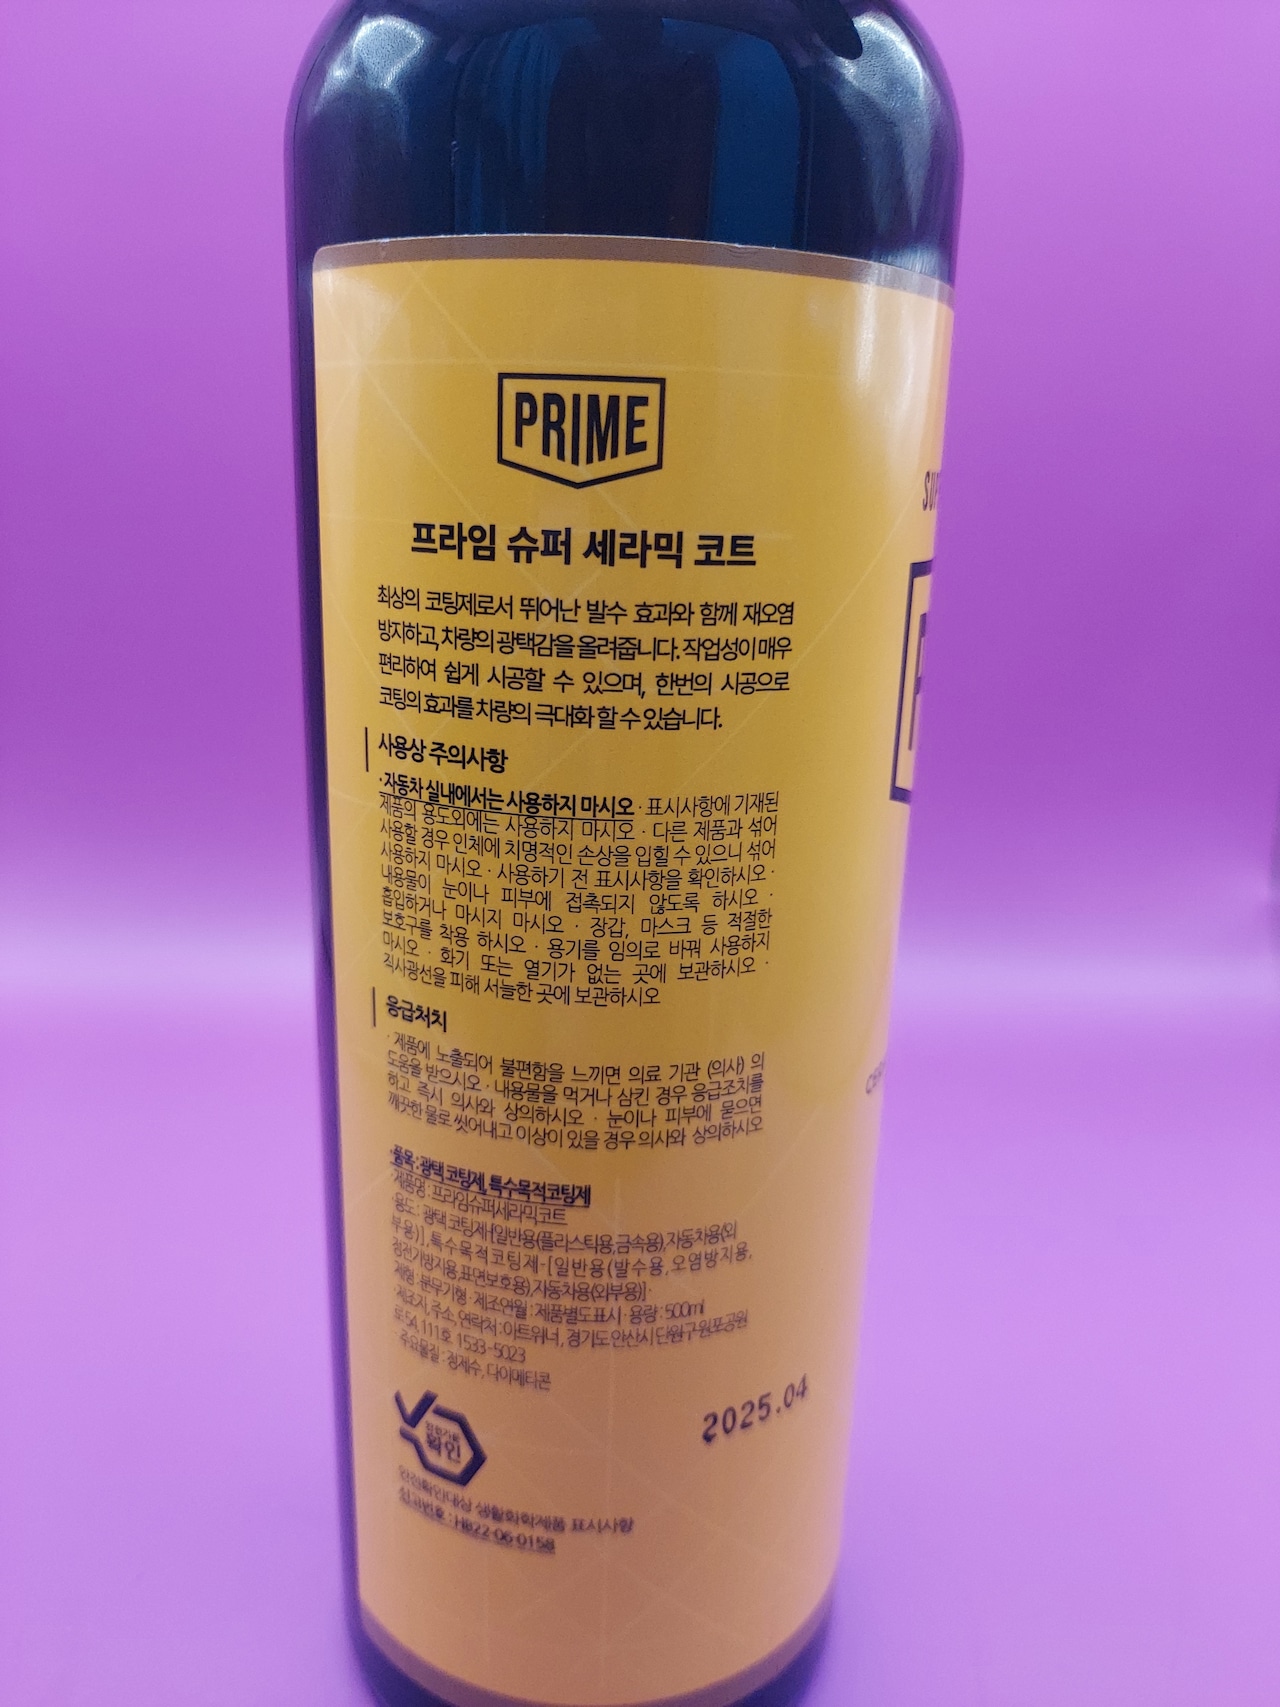 PRIME
프라임 슈퍼 세라믹 코트
최상의 코팅제로서 뛰어난 발수 효과와 함께 재오염
방지하고, 차량의 광택감을 올려줍니다. 작업성이 매우
편리하여 쉽게 시공할 수 있으며, 한번의 시공으로
코팅의 효과를 차량의 극대화 할 수 있습니다.
사용상 주의사항
·자동차 실내에서는 사용하지 마시오 · 표시사항에 기재된
제품의 용도외에는 사용하지 마시오 · 다른 제품과 섞어
사용할 경우 인체에 치명적인 손상을 입힐 수 있으니 섞어
사용하지 마시오 · 사용하기 전 표시사항을 확인하시오 ·
내용물이 눈이나 피부에 접촉되지 않도록 하시오 ·
흡입하거나 마시지 마시오 · 장갑, 마스크 등 적절한
보호구를 착용 하시오 · 용기를 임의로 바꿔 사용하지
마시오 · 화기 또는 열기가 없는 곳에 보관하시오 ·
직사광선을 피해 서늘한 곳에 보관하시오
응급처치
· 제품에 노출되어 불편함을 느끼면 의료 기관 (의사) 의
도움을 받으시오 · 내용물을 먹거나 삼킨 경우 응급조치를
하고, 즉시 의사와 상의하시오 · 눈이나 피부에 묻으면
깨끗한 물로 씻어내고 이상이 있을 경우 의사와 상의하시오
·품목 : 광택 코팅제, 특수목적코팅제
·제품명 : 프라임슈퍼세라믹코트
·용도 : 광택 코팅제-[일반용(플라스틱용,금속용),자동차용(외
부용)], 특수목적코팅제-[일반용(발수용,오염방지용,
정전기방지용,표면보호용),자동차용(외부용)]·
제형 : 분무기형 · 제조연월 : 제품별도표시 · 용량 : 500ml
·제조자, 주소, 연락처 : 아트워너, 경기도 안산시 단원구 원포공원
로54, 111호 1533-5023
·주요물질 : 정제수, 다이메티콘
확인
2025.04
안전확인대상 생활화학제품 표시사항
신고번호 : HB22-06-0158